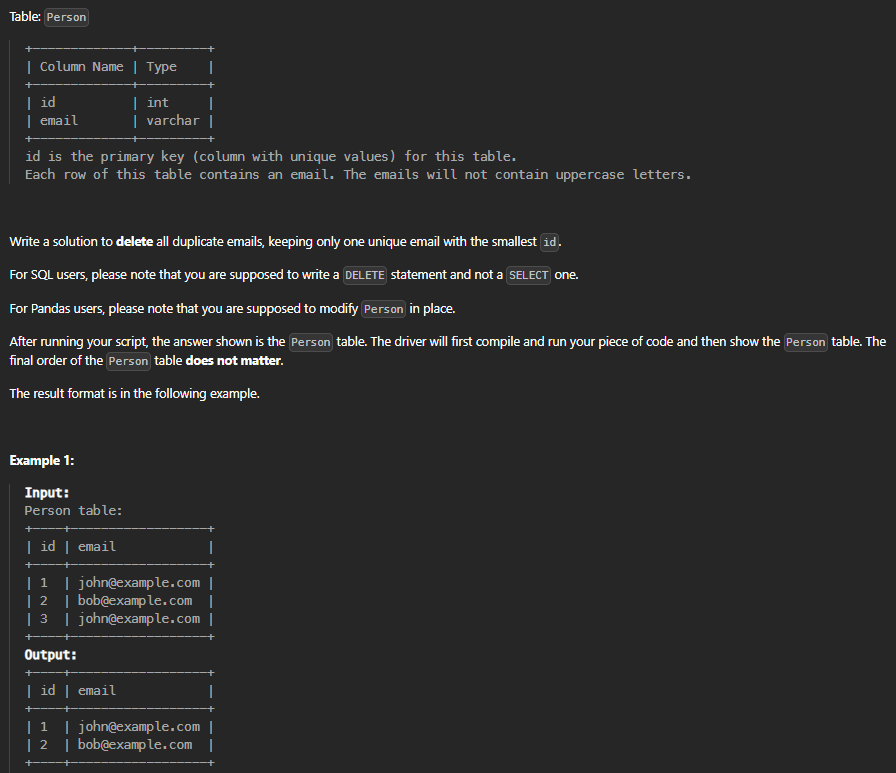 Table: Person
+-------------+---------+
| Column Name | Type    |
+-------------+---------+
| id          | int     |
| email       | varchar |
+-------------+---------+
id is the primary key (column with unique values) for this table.
Each row of this table contains an email. The emails will not contain uppercase letters.
Write a solution to delete all duplicate emails, keeping only one unique email with the smallest id.
For SQL users, please note that you are supposed to write a DELETE statement and not a SELECT one.
For Pandas users, please note that you are supposed to modify Person in place.
After running your script, the answer shown is the Person table. The driver will first compile and run your piece of code and then show the Person table. The
final order of the Person table does not matter.
The result format is in the following example.
Example 1:
Input:
Person table:
+----+------------------+
| id | email            |
+----+------------------+
| 1  | john@example.com |
| 2  | bob@example.com  |
| 3  | john@example.com |
+----+------------------+
Output:
+----+------------------+
| id | email            |
+----+------------------+
| 1  | john@example.com |
| 2  | bob@example.com  |
+----+------------------+